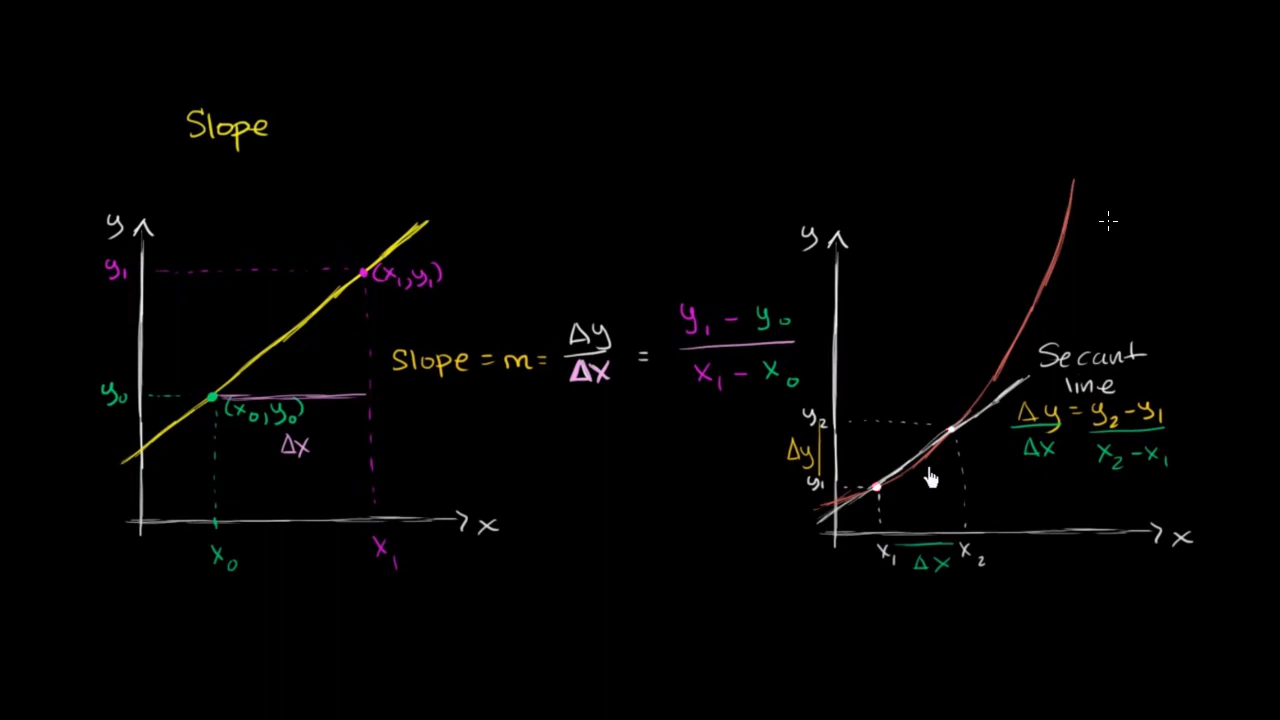 Slope
y
y₁
(x₁,y₁)
y₀
(x₀,y₀)
Δx
x
x₀
x₁
Slope = m = Δy/Δx = y₁ - y₀ / x₁ - x₀
y
Secant
line
y₂
Δy
y₁
Δy/Δx = y₂-y₁ / x₂-x₁
x
x₁
Δx
x₂